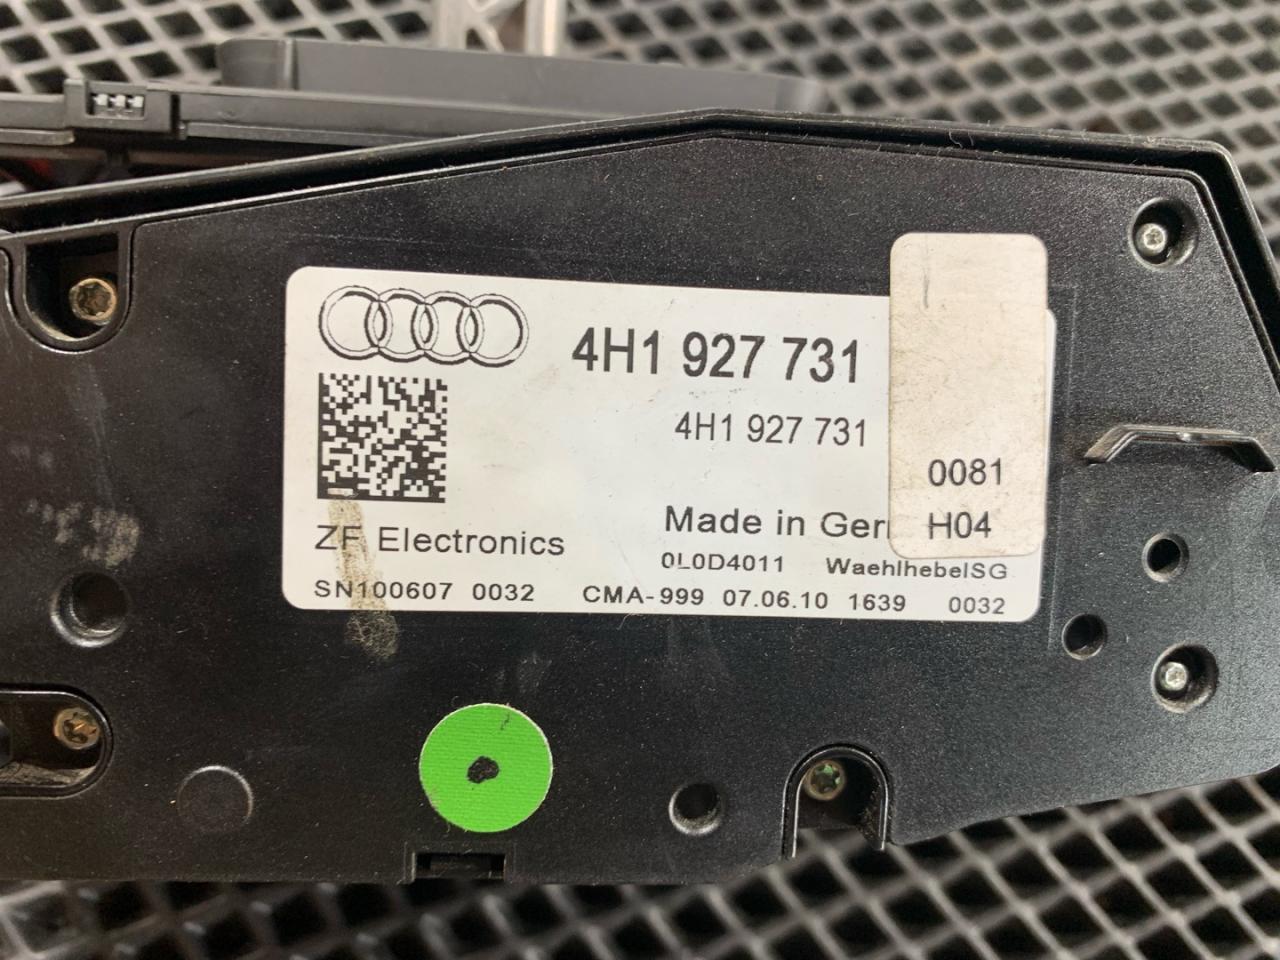 4H1 927 731
4H1 927 731
0081
Made in Ger
H04
ZF Electronics
0L0D4011 WaehlhebelSG
SN100607 0032 CMA-999 07.06.10 1639 0032